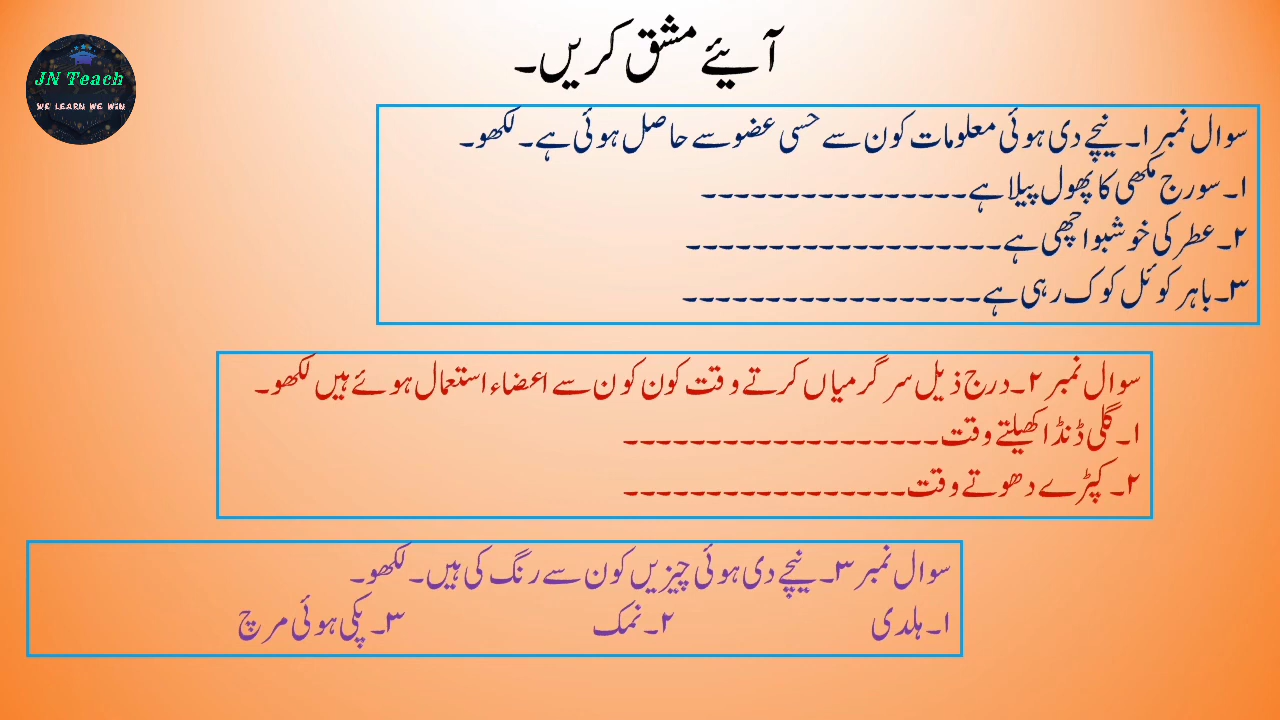 JN Teach
WE LEARN WE WIN
آیئے مشق کریں۔
سوال نمبر ۱۔ نیچے دی ہوئی معلومات کون سے حسی عضو سے حاصل ہوئی ہے۔ لکھو۔
۱۔ سورج مکھی کا پھول پیلا ہے۔۔۔۔۔۔۔۔۔۔۔۔۔۔۔۔
۲۔ عطر کی خوشبو اچھی ہے۔۔۔۔۔۔۔۔۔۔۔۔۔۔۔۔۔۔۔
۳۔ باہر کوئل کوک رہی ہے۔۔۔۔۔۔۔۔۔۔۔۔۔۔۔۔۔۔
سوال نمبر ۲۔ درج ذیل سرگرمیاں کرتے وقت کون کون سے اعضاء استعمال ہوئے ہیں لکھو۔
۱۔ گلی ڈنڈا کھیلتے وقت۔۔۔۔۔۔۔۔۔۔۔۔۔۔۔۔۔۔۔
۲۔ کپڑے دھوتے وقت۔۔۔۔۔۔۔۔۔۔۔۔۔۔۔۔۔
سوال نمبر ۳۔ نیچے دی ہوئی چیزیں کون سے رنگ کی ہیں۔ لکھو۔
۱۔ ہلدی ۲۔ نمک ۳۔ پکی ہوئی مرچ